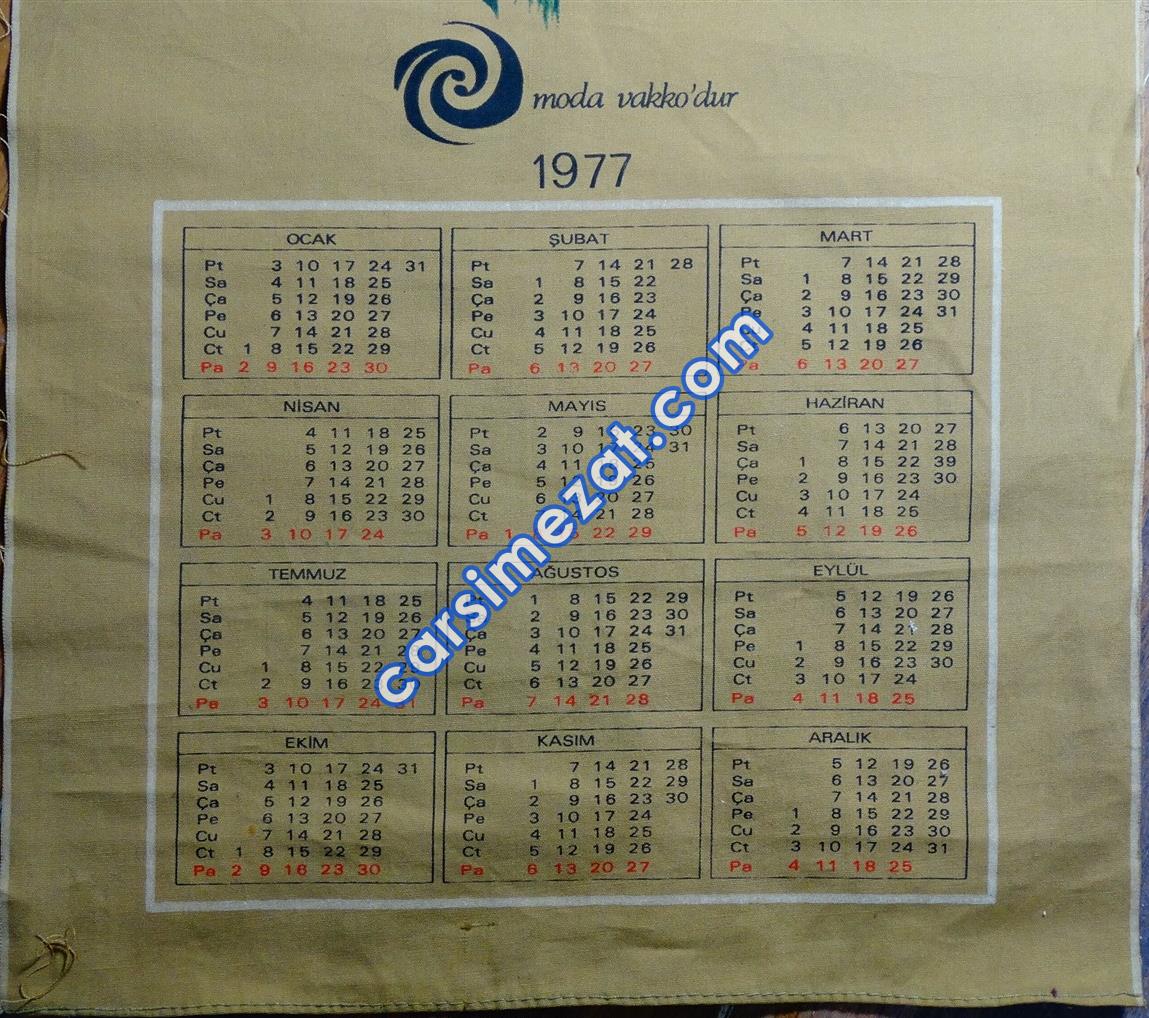 moda vakko'dur
1977
OCAK
Pt 3 10 17 24 31
Sa 4 11 18 25
Ça 5 12 19 26
Pe 6 13 20 27
Cu 7 14 21 28
Ct 1 8 15 22 29
Pa 2 9 16 23 30
ŞUBAT
Pt 7 14 21 28
Sa 1 8 15 22
Ça 2 9 16 23
Pe 3 10 17 24
Cu 4 11 18 25
Ct 5 12 19 26
Pa 6 13 20 27
MART
Pt 7 14 21 28
Sa 1 8 15 22 29
Ça 2 9 16 23 30
Pe 3 10 17 24 31
4 11 18 25
5 12 19 26
6 13 20 27
NİSAN
Pt 4 11 18 25
Sa 5 12 19 26
Ça 6 13 20 27
Pe 7 14 21 28
Cu 1 8 15 22 29
Ct 2 9 16 23 30
Pa 3 10 17 24
MAYIS
Pt 2 9 23 30
Sa 3 10 31
Ça 4 11 25
Pe 5 26
Cu 6 20 27
Ct 21 28
Pa 1 22 29
HAZİRAN
Pt 6 13 20 27
Sa 7 14 21 28
Ça 1 8 15 22 39
Pe 2 9 16 23 30
Cu 3 10 17 24
Ct 4 11 18 25
Pa 5 12 19 26
TEMMUZ
Pt 4 11 18 25
Sa 5 12 19 26
Ça 6 13 20 27
Pe 7 14 21
Cu 1 8 15 22
Ct 2 9 16
Pa 3 10 17 24
AĞUSTOS
Pt 1 8 15 22 29
Sa 2 9 16 23 30
Ça 3 10 17 24 31
Pe 4 11 18 25
Cu 5 12 19 26
Ct 6 13 20 27
Pa 7 14 21 28
EYLÜL
Pt 5 12 19 26
Sa 6 13 20 27
Ça 7 14 21 28
Pe 1 8 15 22 29
Cu 2 9 16 23 30
Ct 3 10 17 24
Pa 4 11 18 25
EKİM
Pt 3 10 17 24 31
Sa 4 11 18 25
Ça 5 12 19 26
Pe 6 13 20 27
Cu 7 14 21 28
Ct 1 8 15 22 29
Pa 2 9 16 23 30
KASIM
Pt 7 14 21 28
Sa 1 8 15 22 29
Ça 2 9 16 23 30
Pe 3 10 17 24
Cu 4 11 18 25
Ct 5 12 19 26
Pa 6 13 20 27
ARALIK
Pt 5 12 19 26
Sa 6 13 20 27
Ça 7 14 21 28
Pe 1 8 15 22 29
Cu 2 9 16 23 30
Ct 3 10 17 24 31
Pa 4 11 18 25
carsimezat.com